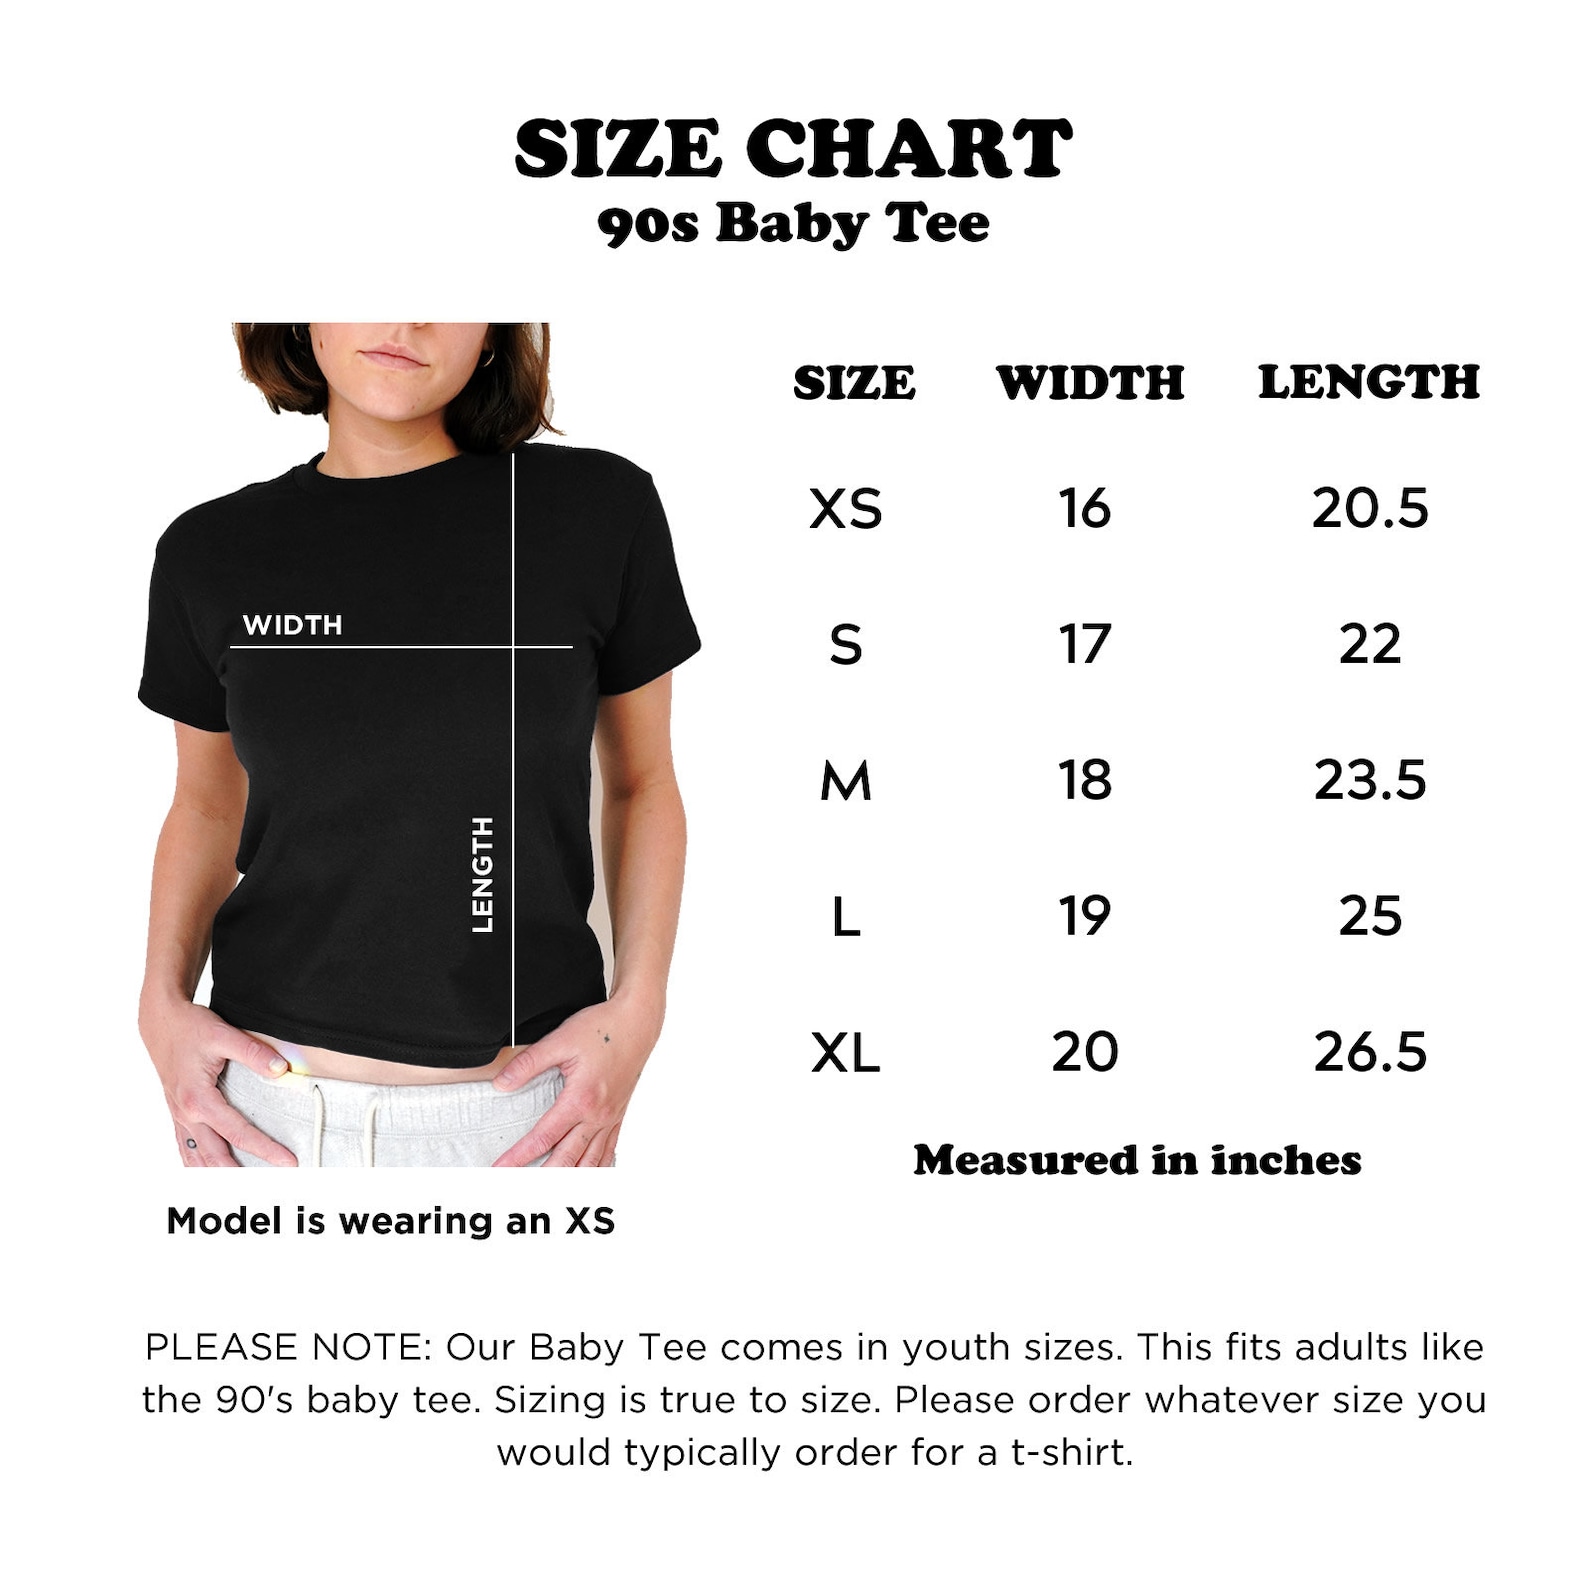 SIZE CHART
90s Baby Tee
SIZE WIDTH LENGTH
XS 16 20.5
S 17 22
M 18 23.5
L 19 25
XL 20 26.5
Measured in inches
WIDTH
LENGTH
Model is wearing an XS
PLEASE NOTE: Our Baby Tee comes in youth sizes. This fits adults like
the 90's baby tee. Sizing is true to size. Please order whatever size you
would typically order for a t-shirt.